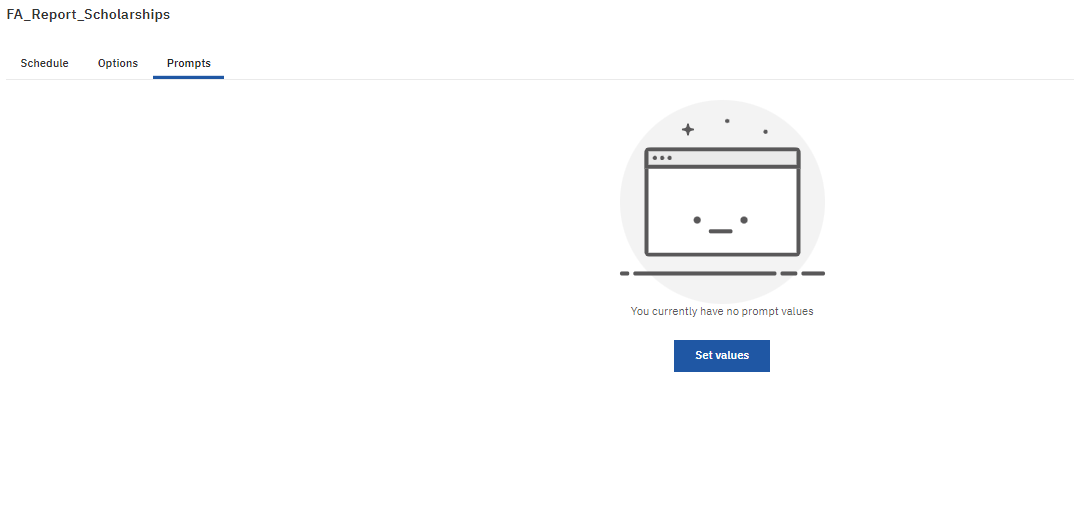 FA_Report_Scholarships
Schedule Options Prompts
You currently have no prompt values
Set values